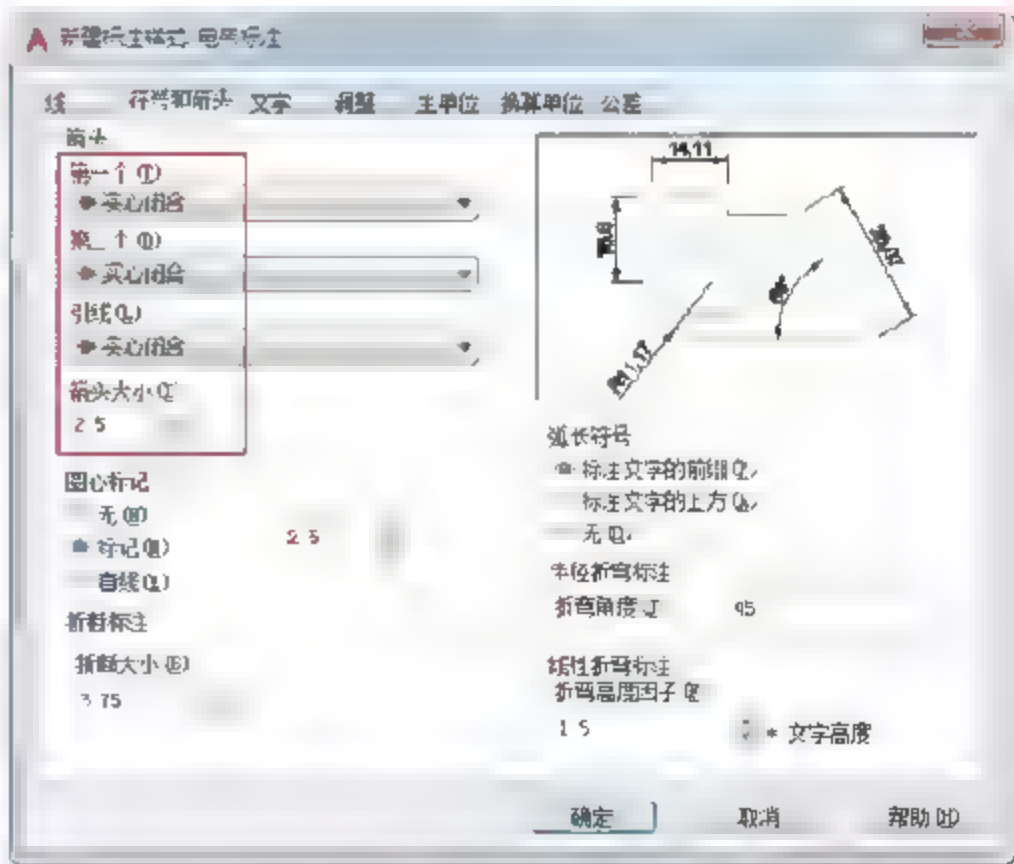 新建标注样式: 电气标注
线 符号和箭头 文字 调整 主单位 换算单位 公差
箭头
第一个(T)
实心闭合
第二个(D)
实心闭合
引线(L)
实心闭合
箭头大小(I)
2.5
圆心标记
无(N)
标记(M)
2.5
直线(E)
折断标注
折断大小(B)
3.75
14,11
弧长符号
标注文字的前缀(P)
标注文字的上方(A)
无(O)
半径折弯标注
折弯角度(J)
45
线性折弯标注
折弯高度因子(F)
1.5
* 文字高度
确定 取消 帮助(H)